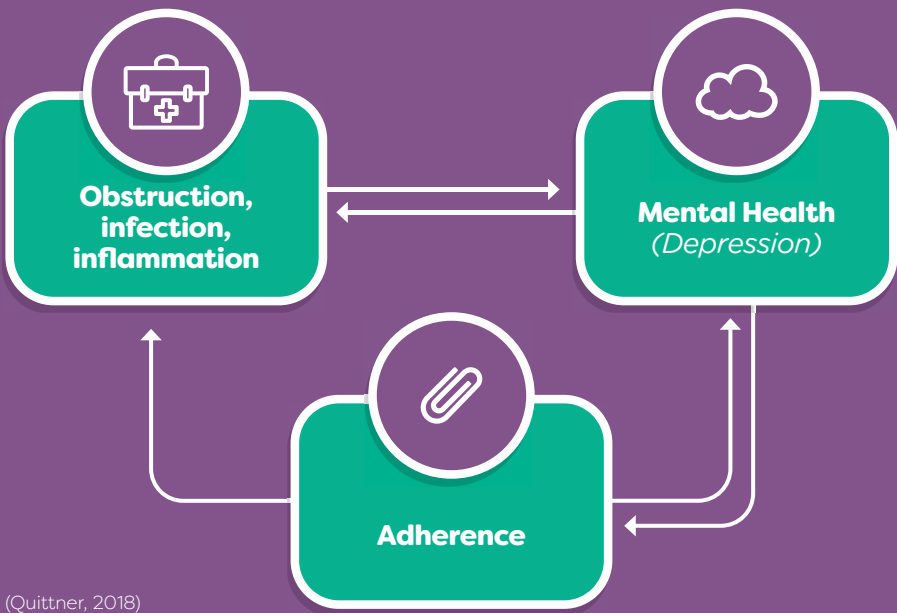 Obstruction,
infection,
inflammation
Mental Health
(Depression)
Adherence
(Quittner, 2018)